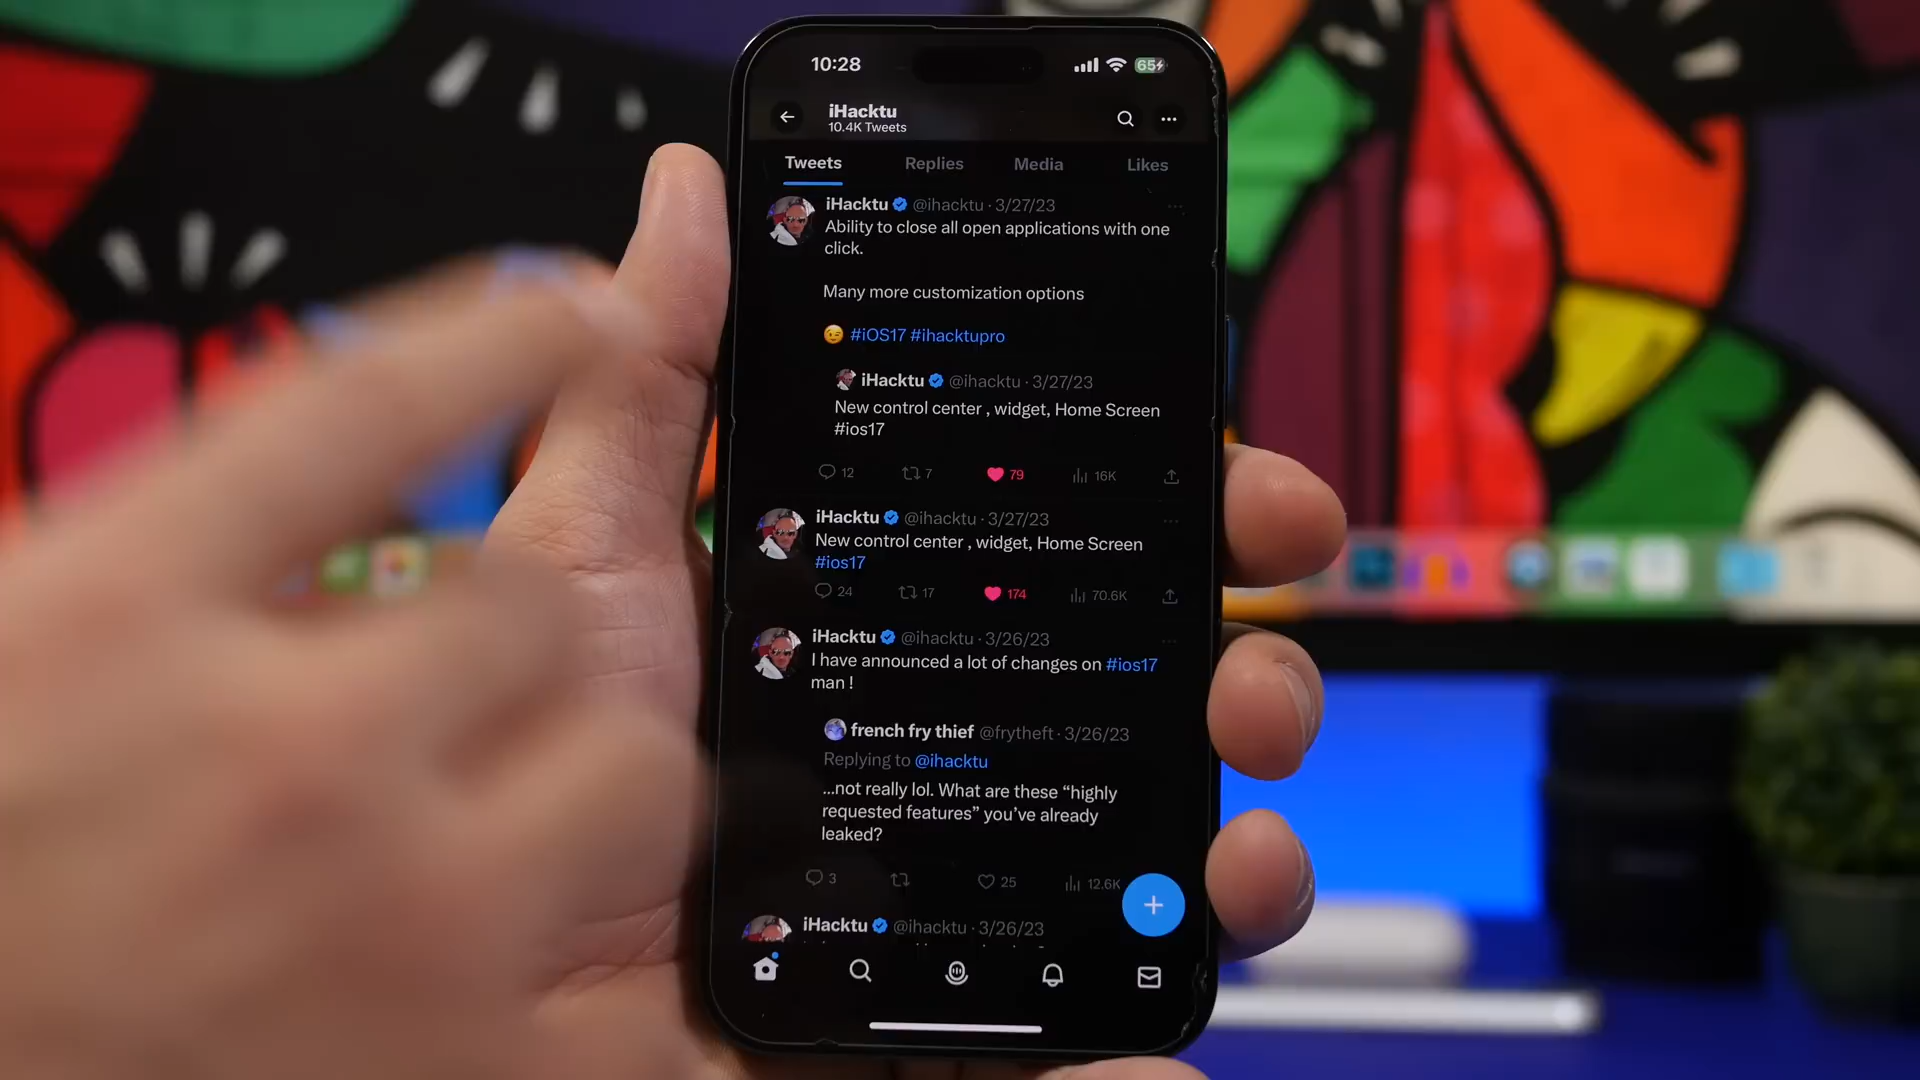 10:28
65
iHacktu
10.4K Tweets
Tweets Replies Media Likes
iHacktu @ihacktu · 3/27/23
Ability to close all open applications with one
click.
Many more customization options
😉 #iOS17 #ihacktupro
iHacktu @ihacktu · 3/27/23
New control center , widget, Home Screen
#ios17
12 7 79 16K
iHacktu @ihacktu · 3/27/23
New control center , widget, Home Screen
#ios17
24 17 174 70.6K
iHacktu @ihacktu · 3/26/23
I have announced a lot of changes on #ios17
man !
french fry thief @frytheft · 3/26/23
Replying to @ihacktu
...not really lol. What are these “highly
requested features” you’ve already
leaked?
3 25 12.6K
iHacktu @ihacktu · 3/26/23